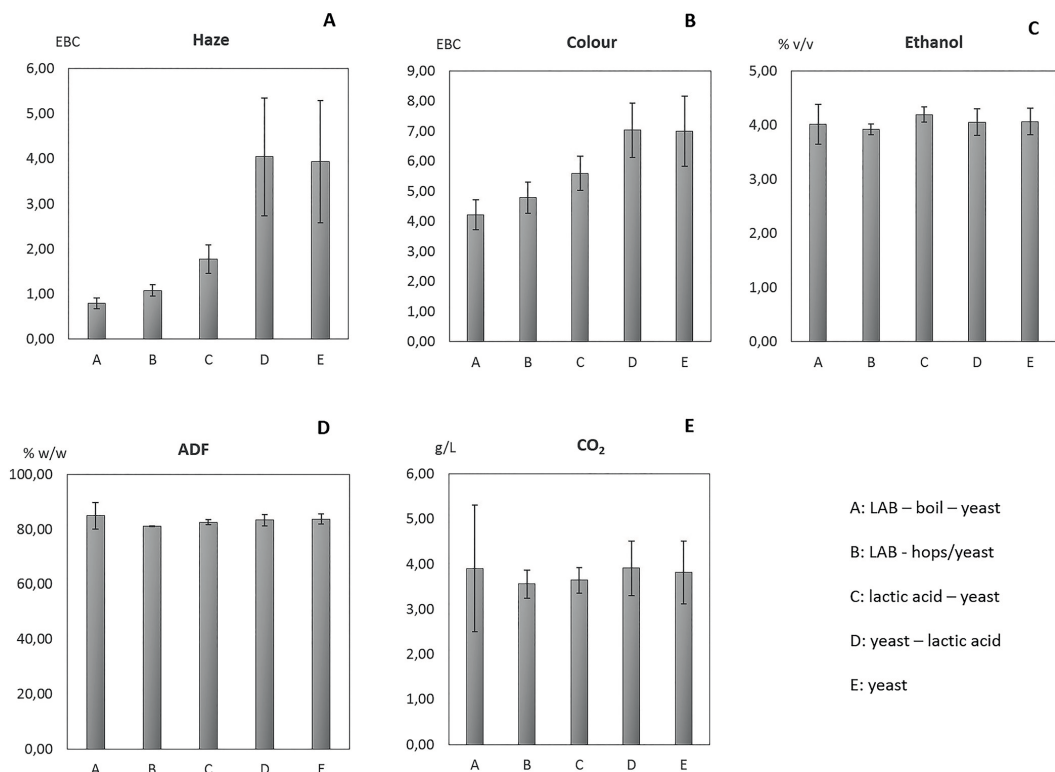 A
Haze
EBC
6,00
5,00
4,00
3,00
2,00
1,00
0,00
A B C D E
B
Colour
EBC
9,00
8,00
7,00
6,00
5,00
4,00
3,00
2,00
1,00
0,00
A B C D E
C
Ethanol
% v/v
5,00
4,00
3,00
2,00
1,00
0,00
A B C D E
D
ADF
% w/w
100,00
80,00
60,00
40,00
20,00
0,00
A B C D E
E
CO₂
g/L
6,00
5,00
4,00
3,00
2,00
1,00
0,00
A B C D E
A: LAB – boil – yeast
B: LAB - hops/yeast
C: lactic acid – yeast
D: yeast – lactic acid
E: yeast